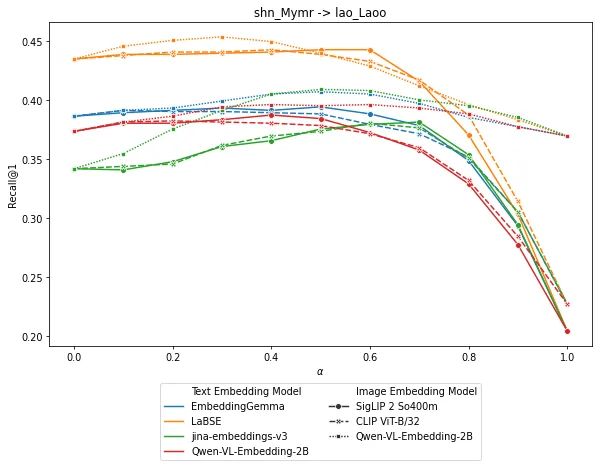 shn_Mymr -> lao_Laoo
Recall@1
0.45
0.40
0.35
0.30
0.25
0.20
0.0 0.2 0.4 0.6 0.8 1.0
α
Text Embedding Model Image Embedding Model
EmbeddingGemma SigLIP 2 So400m
LaBSE CLIP ViT-B/32
jina-embeddings-v3 Qwen-VL-Embedding-2B
Qwen-VL-Embedding-2B